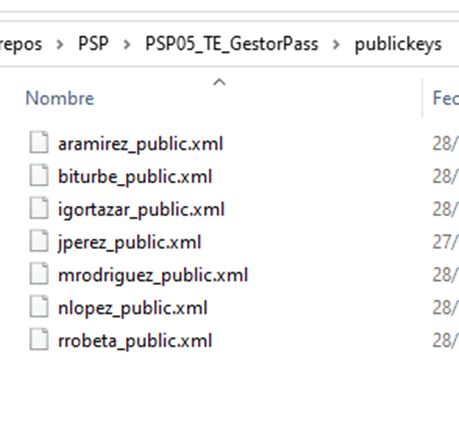 repos > PSP > PSP05_TE_GestorPass > publickeys
Nombre Fec
aramirez_public.xml 28/
biturbe_public.xml 28/
igortazar_public.xml 28/
jperez_public.xml 27/
mrodriguez_public.xml 28/
nlopez_public.xml 28/
rrobeta_public.xml 28/